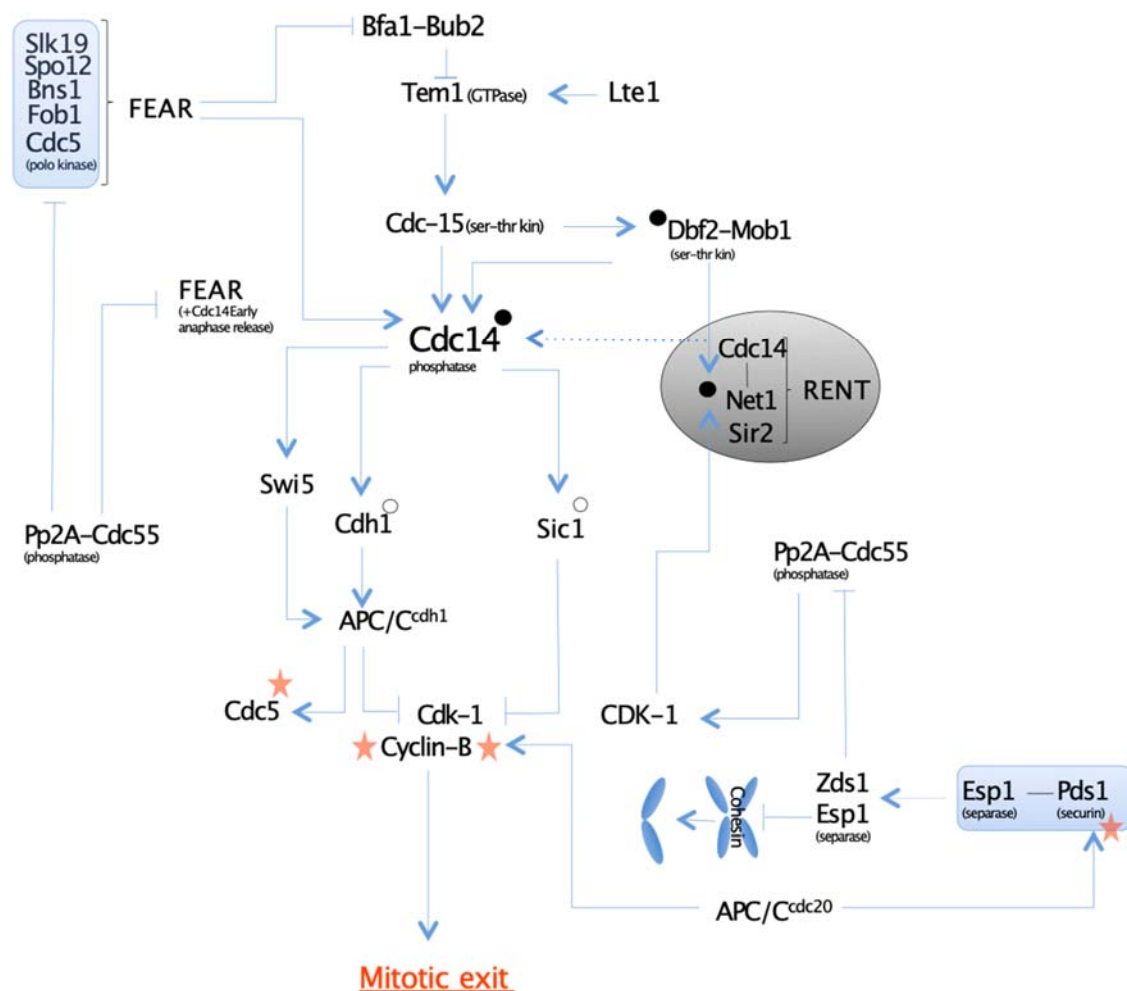 Slk19
Spo12
Bns1
Fob1
Cdc5
(polo kinase)
FEAR
Bfa1-Bub2
Tem1 (GTPase)
Lte1
Cdc-15 (ser-thr kin)
Dbf2-Mob1
(ser-thr kin)
FEAR
(+Cdc14Early
anaphase release)
Cdc14
phosphatase
Cdc14
Net1
Sir2
RENT
Swi5
Cdh1
Sic1
Pp2A-Cdc55
(phosphatase)
Pp2A-Cdc55
(phosphatase)
APC/Ccdh1
Cdc5
Cdk-1
Cyclin-B
CDK-1
Cohesin
Zds1
Esp1
(separase)
Esp1
(separase)
Pds1
(securin)
APC/Ccdc20
Mitotic exit